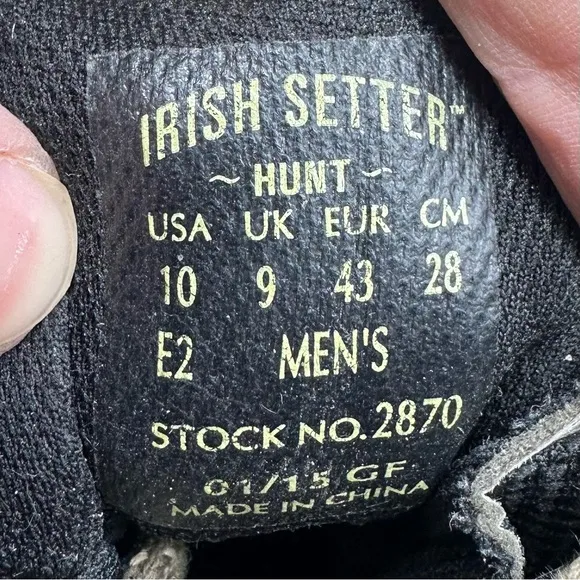 IRISH SETTER™
~ HUNT ~
USA UK EUR CM
10 9 43 28
E2 MEN'S
STOCK NO. 2870
01/15 GF
MADE IN CHINA